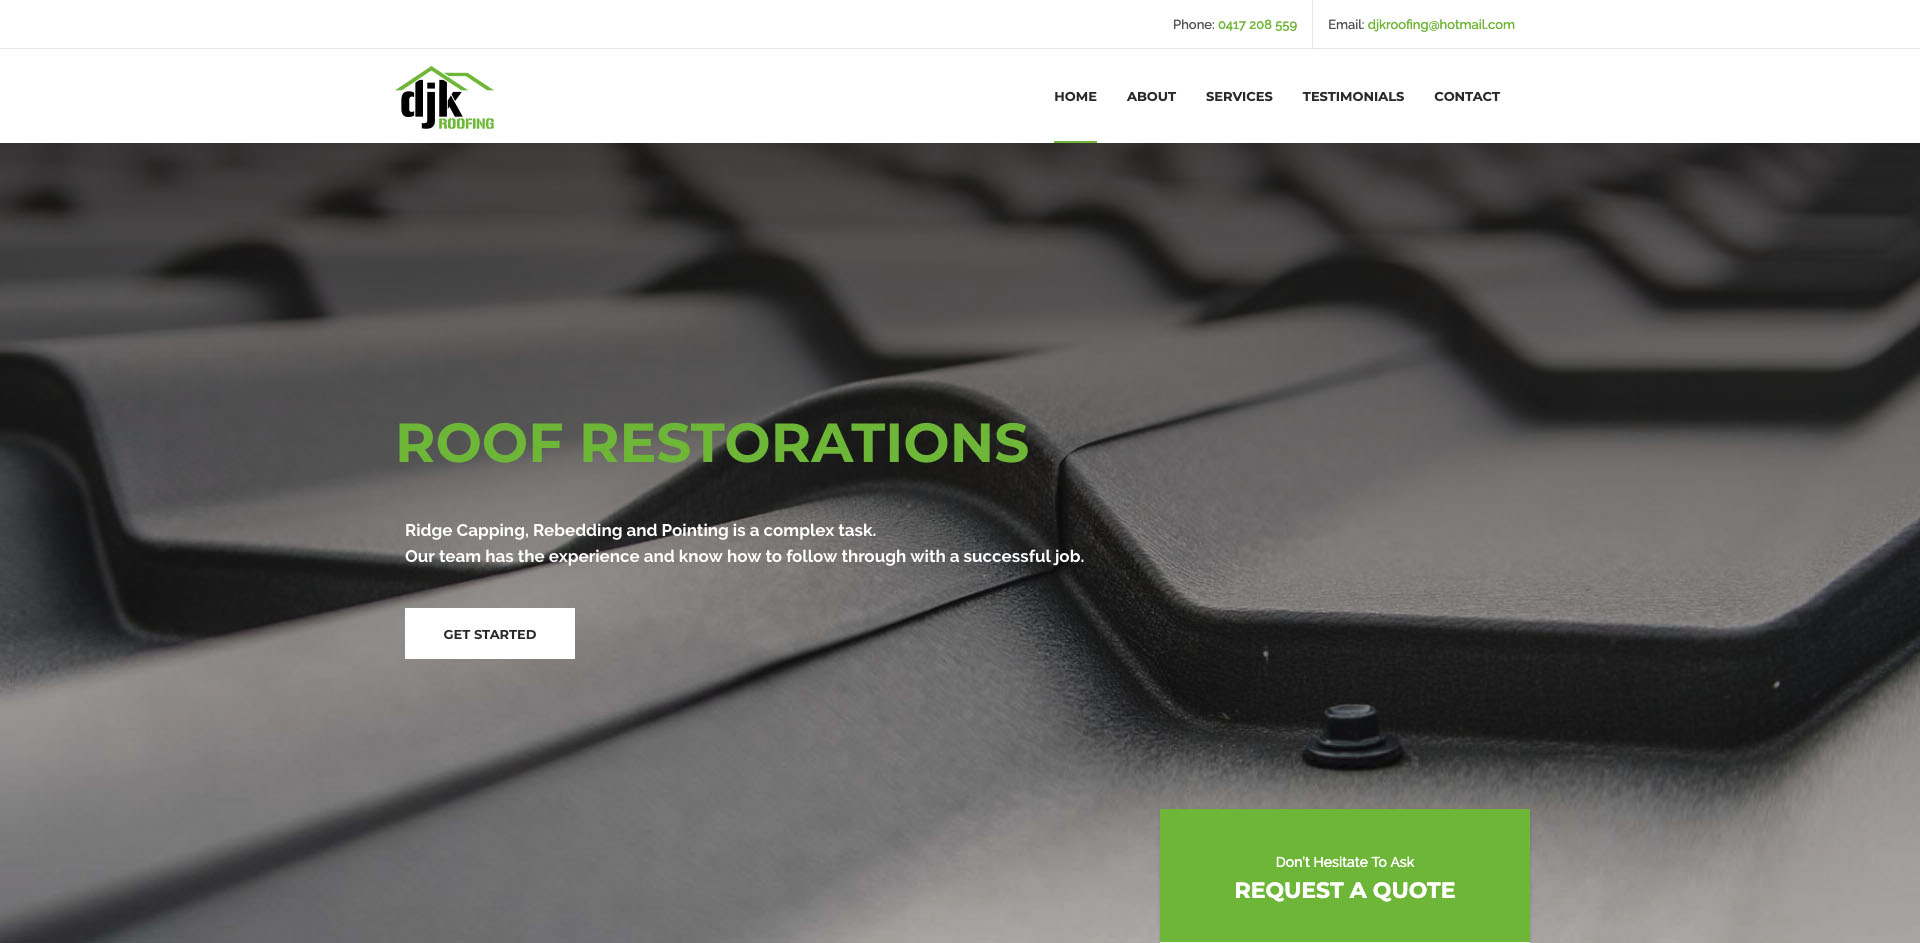 Phone: 0417 208 559
Email: djkroofing@hotmail.com
djk
ROOFING
HOME
ABOUT
SERVICES
TESTIMONIALS
CONTACT
ROOF RESTORATIONS
Ridge Capping, Rebedding and Pointing is a complex task.
Our team has the experience and know how to follow through with a successful job.
GET STARTED
Don't Hesitate To Ask
REQUEST A QUOTE